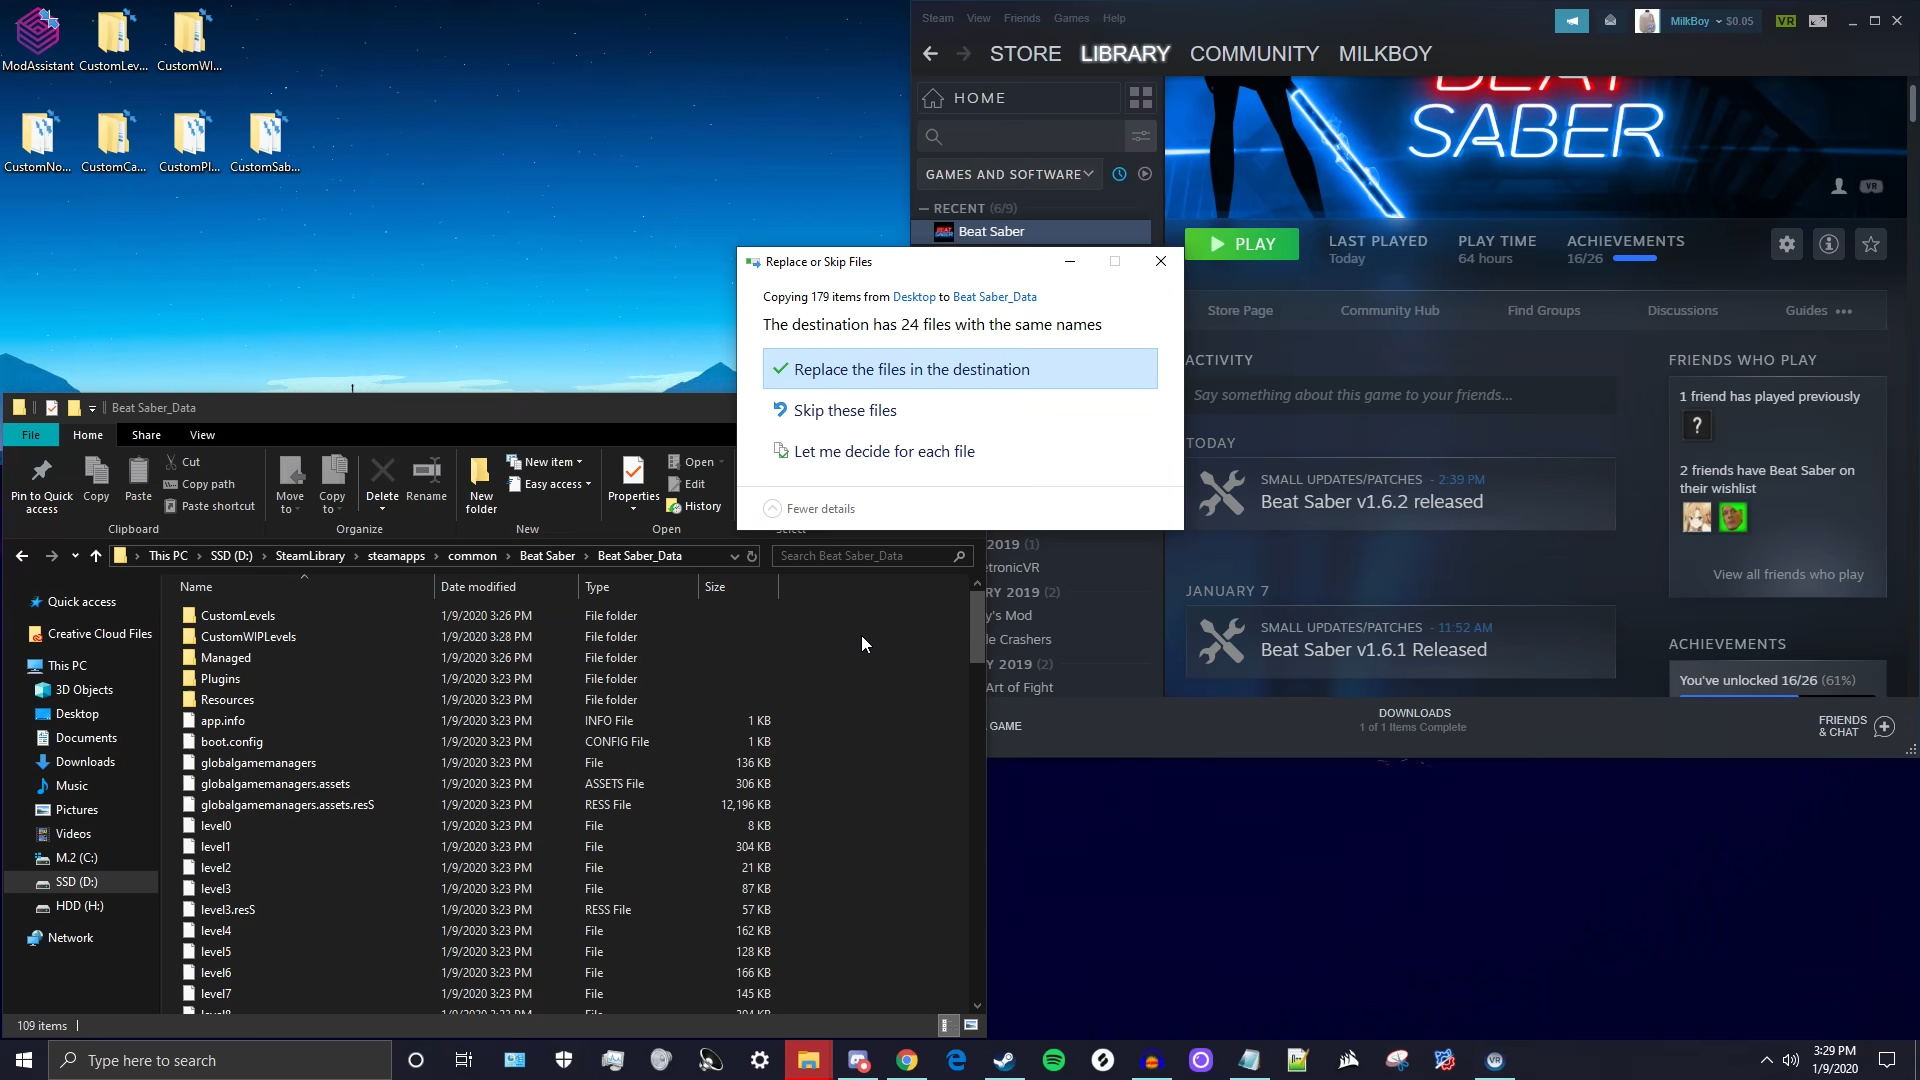 ModAssistant
CustomLev...
CustomWI...
CustomNo...
CustomCa...
CustomPl...
CustomSab...
Steam
View
Friends
Games
Help
MilkBoy
$0.05
VR
STORE
LIBRARY
COMMUNITY
MILKBOY
HOME
GAMES AND SOFTWARE
RECENT (6/9)
Beat Saber
BEAT
SABER
VR
PLAY
LAST PLAYED
Today
PLAY TIME
64 hours
ACHIEVEMENTS
16/26
Store Page
Community Hub
Find Groups
Discussions
Guides
ACTIVITY
Say something about this game to your friends...
TODAY
SMALL UPDATES/PATCHES - 2:39 PM
Beat Saber v1.6.2 released
JANUARY 7
SMALL UPDATES/PATCHES - 11:52 AM
Beat Saber v1.6.1 Released
FRIENDS WHO PLAY
1 friend has played previously
?
2 friends have Beat Saber on
their wishlist
View all friends who play
ACHIEVEMENTS
You've unlocked 16/26 (61%)
2019 (1)
etronicVR
RY 2019 (2)
y's Mod
le Crashers
Y 2019 (2)
Art of Fight
GAME
DOWNLOADS
1 of 1 Items Complete
FRIENDS
& CHAT
Replace or Skip Files
Copying 179 items from Desktop to Beat Saber_Data
The destination has 24 files with the same names
Replace the files in the destination
Skip these files
Let me decide for each file
Fewer details
Beat Saber_Data
File
Home
Share
View
Pin to Quick
access
Copy
Paste
Cut
Copy path
Paste shortcut
Clipboard
Move
to
Copy
to
Delete
Rename
Organize
New
folder
New item
Easy access
New
Properties
Open
Edit
History
Open
Select
This PC
SSD (D:)
SteamLibrary
steamapps
common
Beat Saber
Beat Saber_Data
Search Beat Saber_Data
Quick access
Creative Cloud Files
This PC
3D Objects
Desktop
Documents
Downloads
Music
Pictures
Videos
M.2 (C:)
SSD (D:)
HDD (H:)
Network
Name Date modified Type Size
CustomLevels 1/9/2020 3:26 PM File folder
CustomWIPLevels 1/9/2020 3:28 PM File folder
Managed 1/9/2020 3:26 PM File folder
Plugins 1/9/2020 3:23 PM File folder
Resources 1/9/2020 3:23 PM File folder
app.info 1/9/2020 3:23 PM INFO File 1 KB
boot.config 1/9/2020 3:23 PM CONFIG File 1 KB
globalgamemanagers 1/9/2020 3:23 PM File 136 KB
globalgamemanagers.assets 1/9/2020 3:23 PM ASSETS File 306 KB
globalgamemanagers.assets.resS 1/9/2020 3:23 PM RESS File 12,196 KB
level0 1/9/2020 3:23 PM File 8 KB
level1 1/9/2020 3:23 PM File 304 KB
level2 1/9/2020 3:23 PM File 21 KB
level3 1/9/2020 3:23 PM File 87 KB
level3.resS 1/9/2020 3:23 PM RESS File 57 KB
level4 1/9/2020 3:23 PM File 162 KB
level5 1/9/2020 3:23 PM File 128 KB
level6 1/9/2020 3:23 PM File 166 KB
level7 1/9/2020 3:23 PM File 145 KB
109 items
Type here to search
3:29 PM
1/9/2020